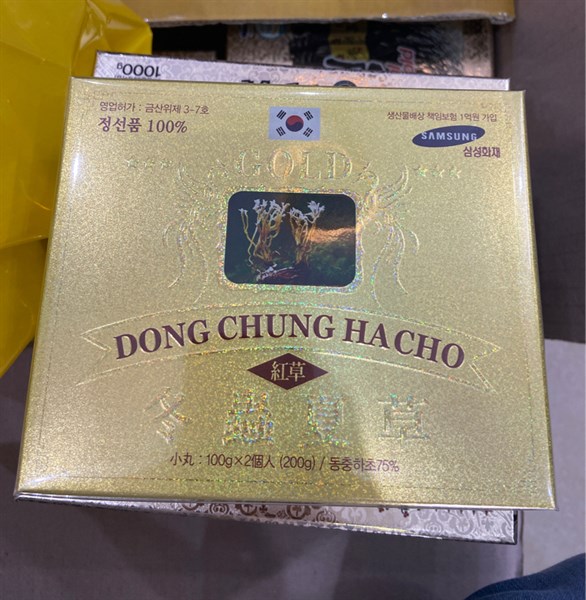 1000g
영업허가 : 금산위제 3-7호
정선품 100%
생산물배상 책임보험 1억원 가입
SAMSUNG
삼성화재
GOLD
DONG CHUNG HACHO
紅草
冬蟲夏草
小丸 : 100g×2個入 (200g) / 동충하초75%